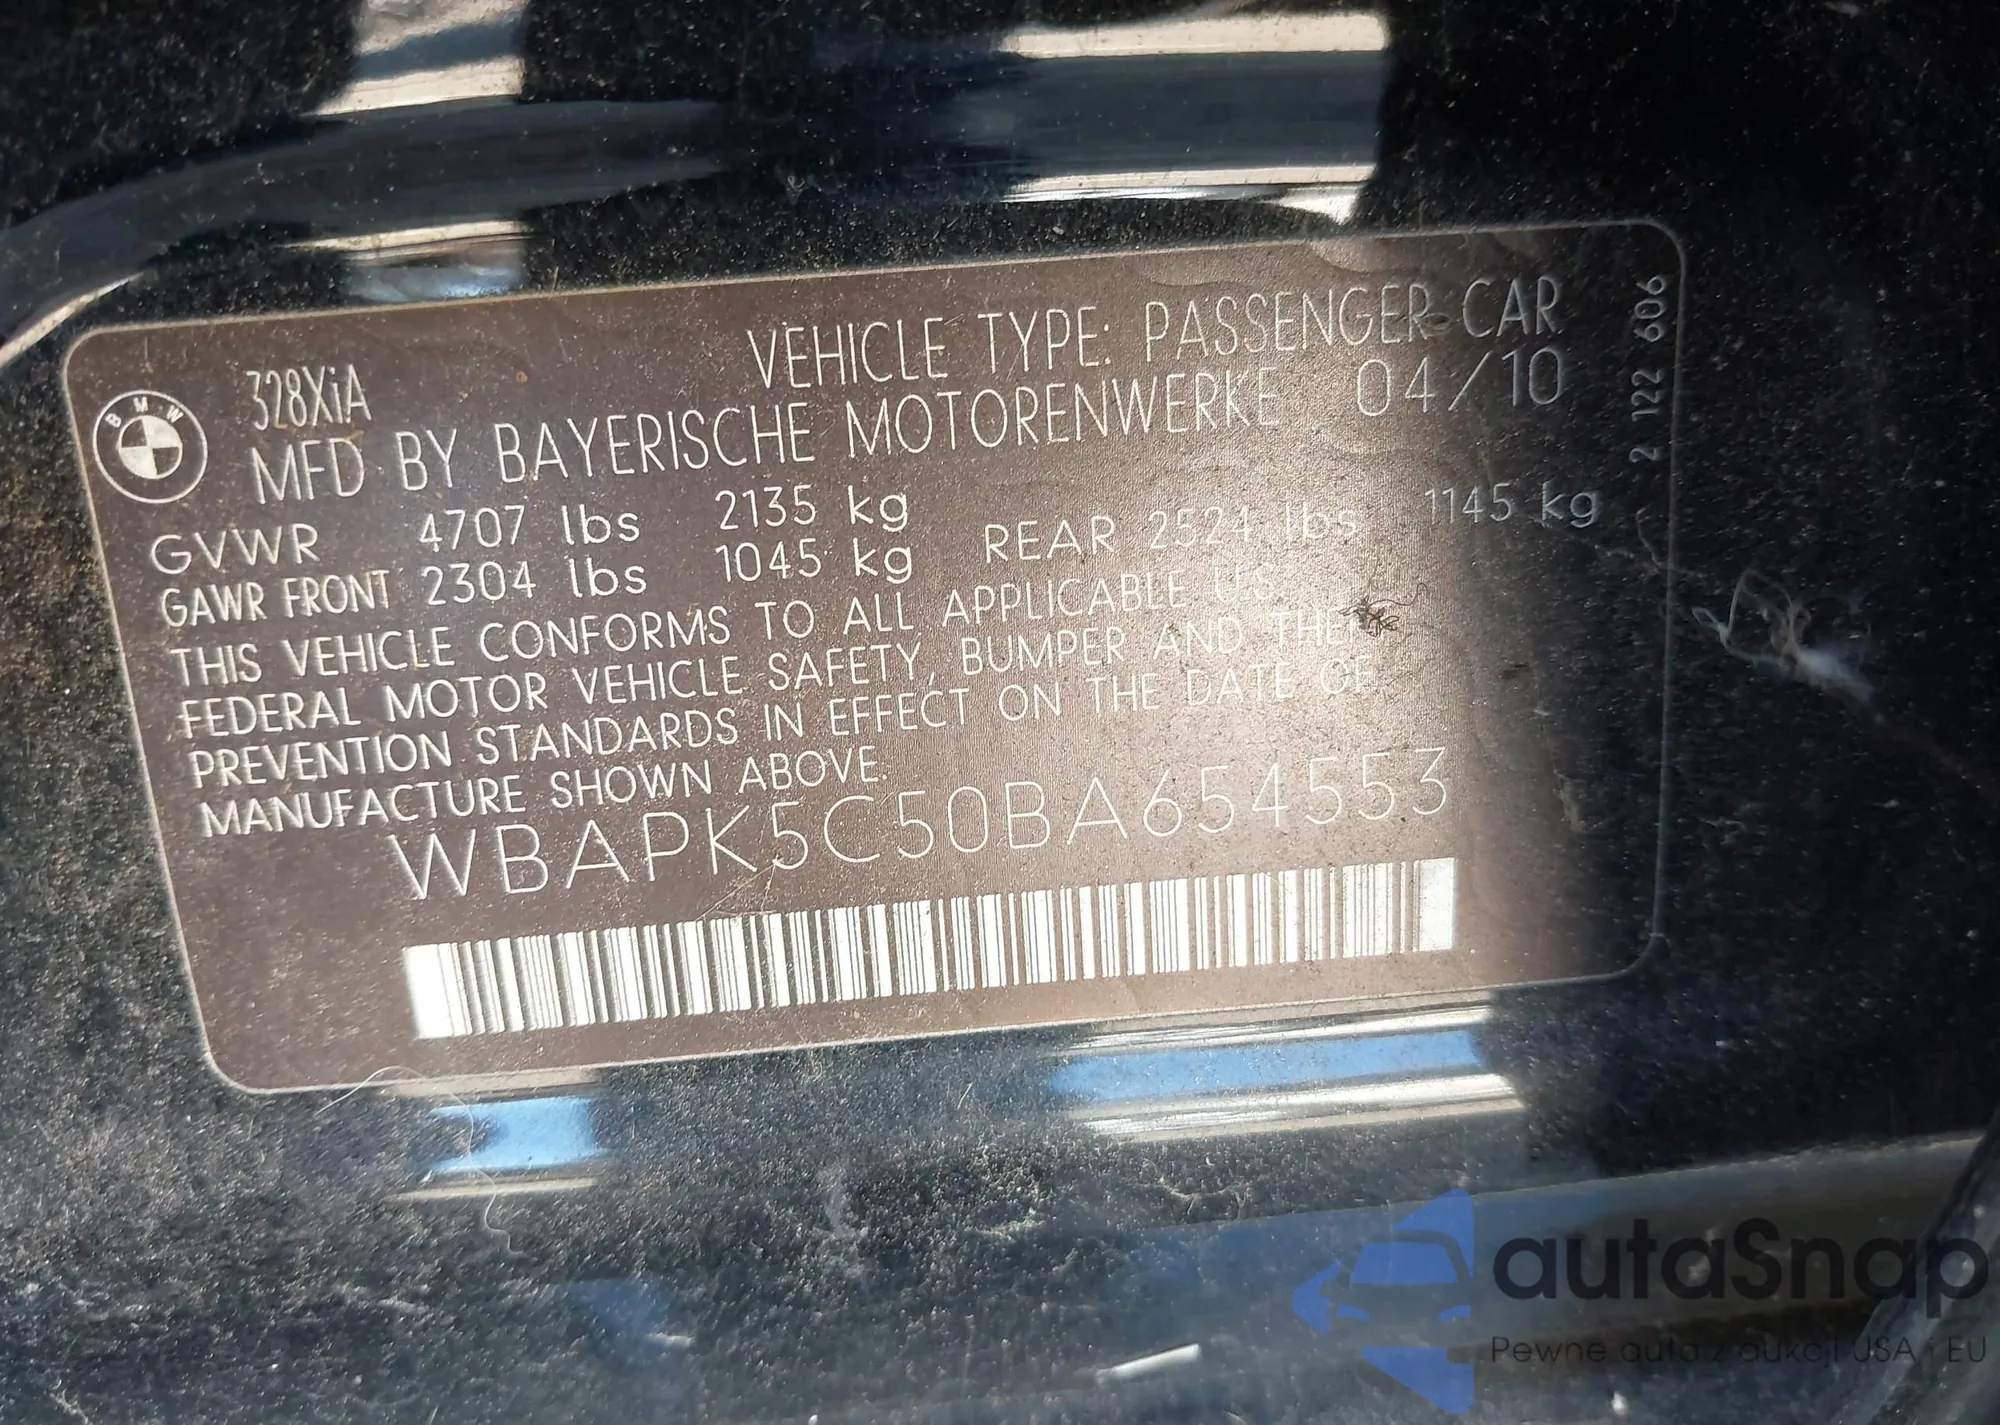 VEHICLE TYPE: PASSENGER CAR
328XiA
MFD BY BAYERISCHE MOTORENWERKE 04/10
BMW
GVWR 4707 lbs 2135 kg
GAWR FRONT 2304 lbs 1045 kg REAR 2524 lbs 1145 kg
THIS VEHICLE CONFORMS TO ALL APPLICABLE U.S.
FEDERAL MOTOR VEHICLE SAFETY, BUMPER AND THEFT
PREVENTION STANDARDS IN EFFECT ON THE DATE OF
MANUFACTURE SHOWN ABOVE.
WBAPK5C50BA654553
2 122 606
autaSnap
Pewne auta z aukcji USA i EU